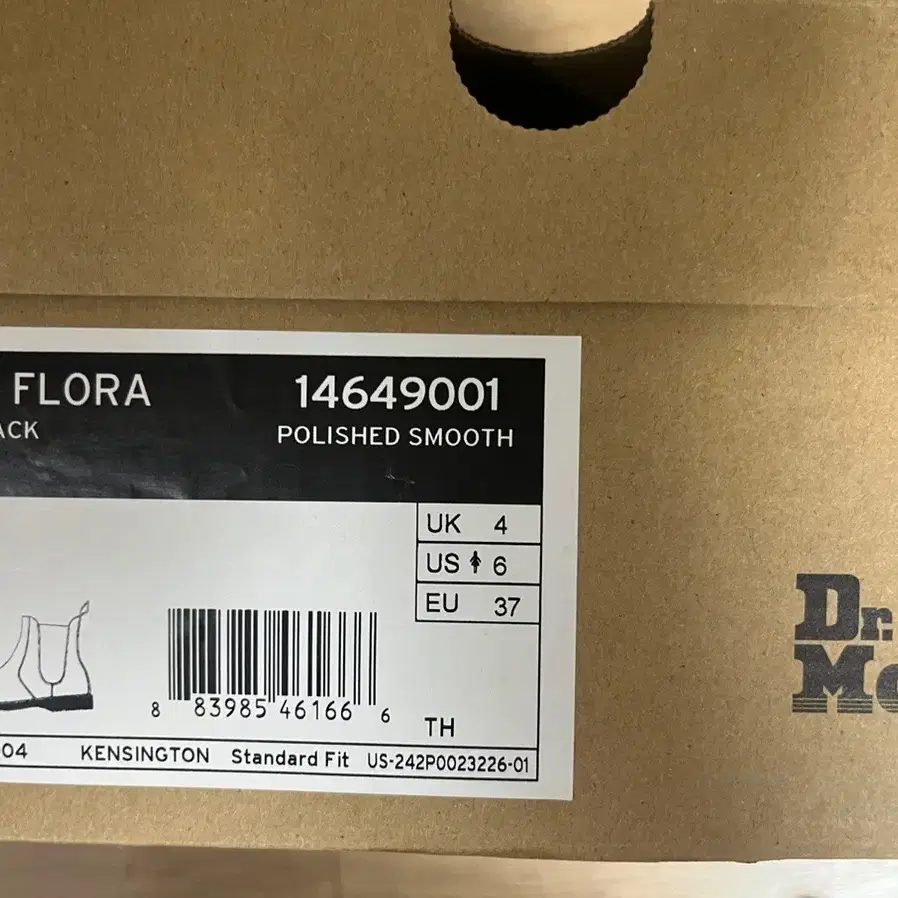 FLORA 14649001
ACK POLISHED SMOOTH
UK 4
US 6
EU 37
8 83985 46166 6
TH
04 KENSINGTON Standard Fit US-242P0023226-01
Dr.
Ma